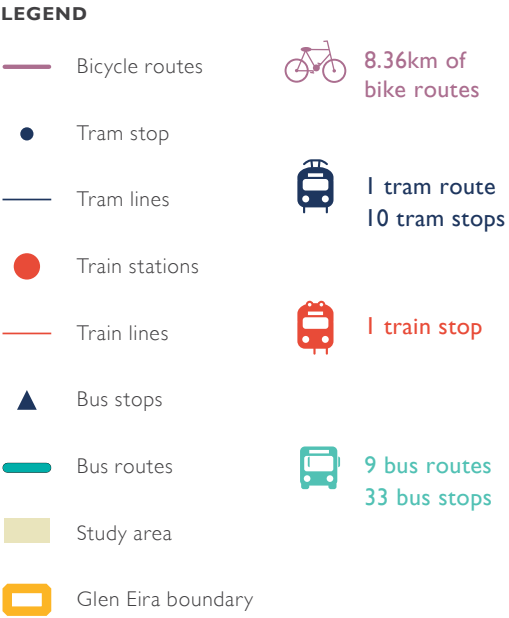 LEGEND
Bicycle routes
Tram stop
Tram lines
Train stations
Train lines
Bus stops
Bus routes
Study area
Glen Eira boundary
8.36km of
bike routes
1 tram route
10 tram stops
1 train stop
9 bus routes
33 bus stops